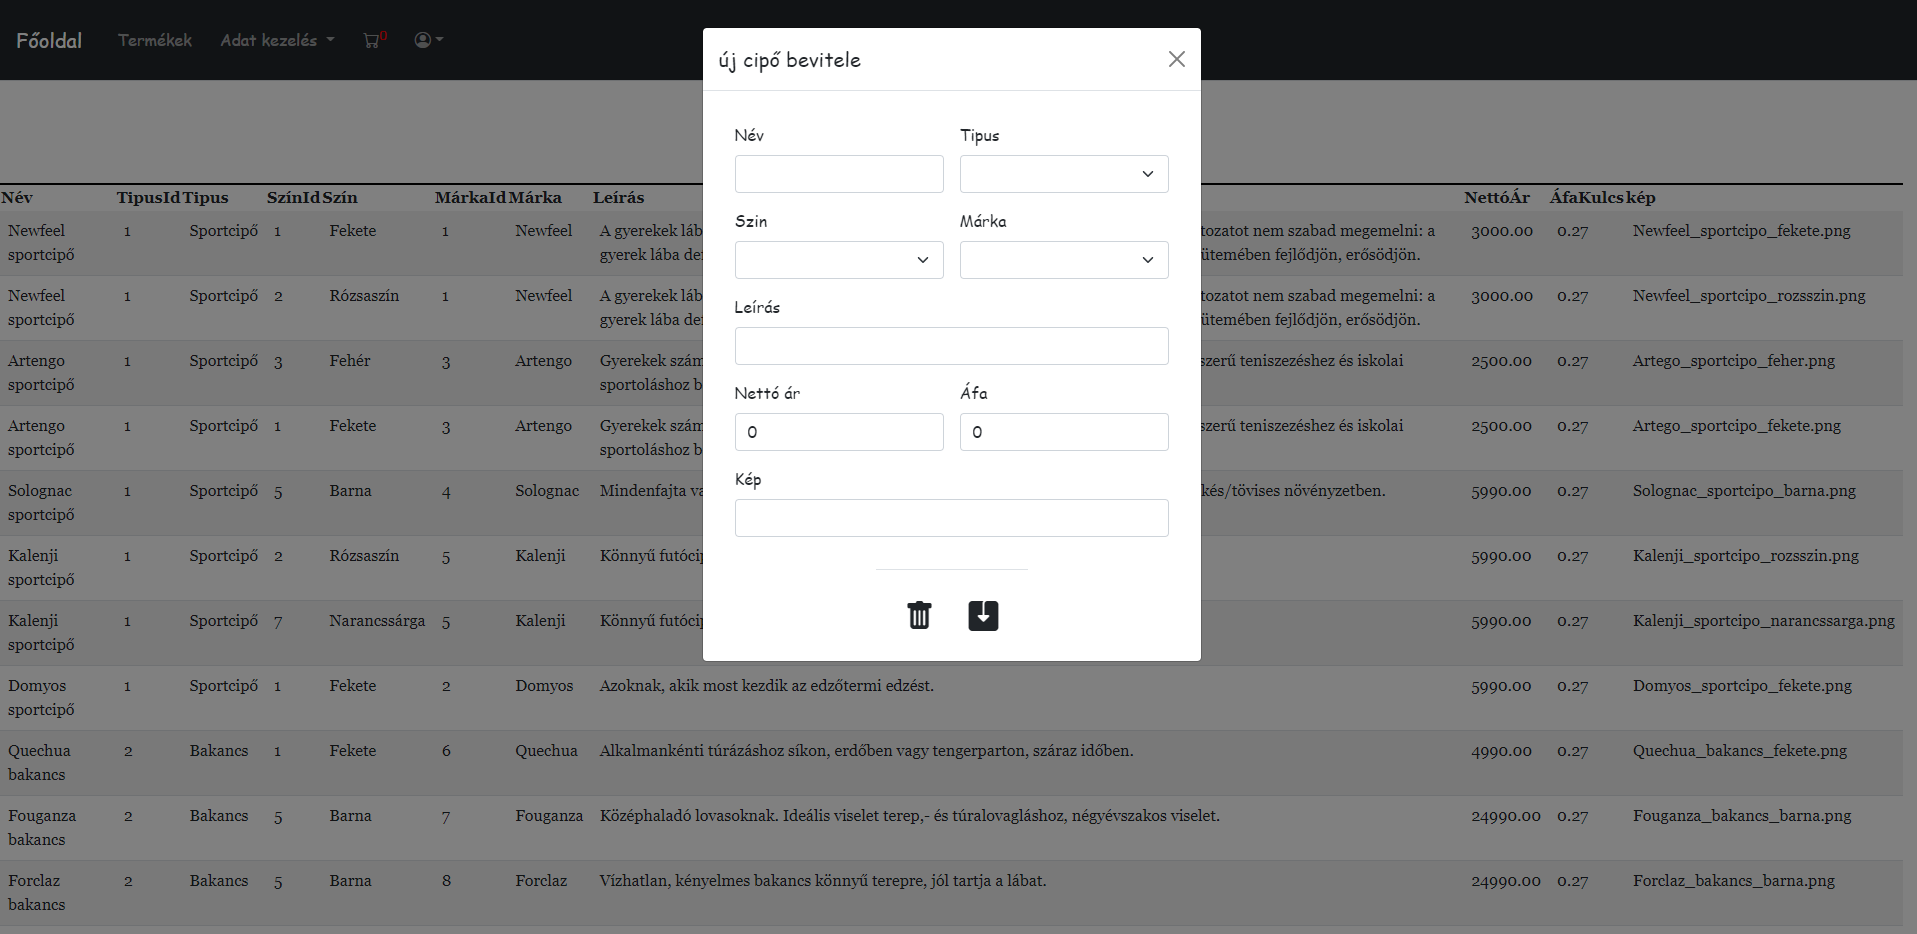 Főoldal Termékek Adat kezelés 0
új cipő bevitele
Név Tipus
Szin Márka
Leírás
Nettó ár Áfa
0 0
Kép
Név TipusId Tipus SzínId Szín MárkaId Márka Leírás NettóÁr ÁfaKulcs kép
Newfeel 1 Sportcipő 1 Fekete 1 Newfeel A gyerekek láb tozatot nem szabad megemelni: a 3000.00 0.27 Newfeel_sportcipo_fekete.png
sportcipő gyerek lába ütemében fejlődjön, erősödjön.
Newfeel 1 Sportcipő 2 Rózsaszín 1 Newfeel A gyerekek láb tozatot nem szabad megemelni: a 3000.00 0.27 Newfeel_sportcipo_rozsszin.png
sportcipő gyerek lába ütemében fejlődjön, erősödjön.
Artengo 1 Sportcipő 3 Fehér 3 Artengo Gyerekek szám szerű teniszezéshez és iskolai 2500.00 0.27 Artego_sportcipo_feher.png
sportcipő sportoláshoz b
Artengo 1 Sportcipő 1 Fekete 3 Artengo Gyerekek szám szerű teniszezéshez és iskolai 2500.00 0.27 Artego_sportcipo_fekete.png
sportcipő sportoláshoz b
Solognac 1 Sportcipő 5 Barna 4 Solognac Mindenfajta va kés/tövises növényzetben. 5990.00 0.27 Solognac_sportcipo_barna.png
sportcipő
Kalenji 1 Sportcipő 2 Rózsaszín 5 Kalenji Könnyű futócip 5990.00 0.27 Kalenji_sportcipo_rozsszin.png
sportcipő
Kalenji 1 Sportcipő 7 Narancssárga 5 Kalenji Könnyű futócip 5990.00 0.27 Kalenji_sportcipo_narancssarga.png
sportcipő
Domyos 1 Sportcipő 1 Fekete 2 Domyos Azoknak, akik most kezdik az edzőtermi edzést. 5990.00 0.27 Domyos_sportcipo_fekete.png
sportcipő
Quechua 2 Bakancs 1 Fekete 6 Quechua Alkalmankénti túrázáshoz síkon, erdőben vagy tengerparton, száraz időben. 4990.00 0.27 Quechua_bakancs_fekete.png
bakancs
Fouganza 2 Bakancs 5 Barna 7 Fouganza Középhaladó lovasoknak. Ideális viselet terep,- és túralovagláshoz, négyévszakos viselet. 24990.00 0.27 Fouganza_bakancs_barna.png
bakancs
Forclaz 2 Bakancs 5 Barna 8 Forclaz Vízhatlan, kényelmes bakancs könnyű terepre, jól tartja a lábat. 24990.00 0.27 Forclaz_bakancs_barna.png
bakancs